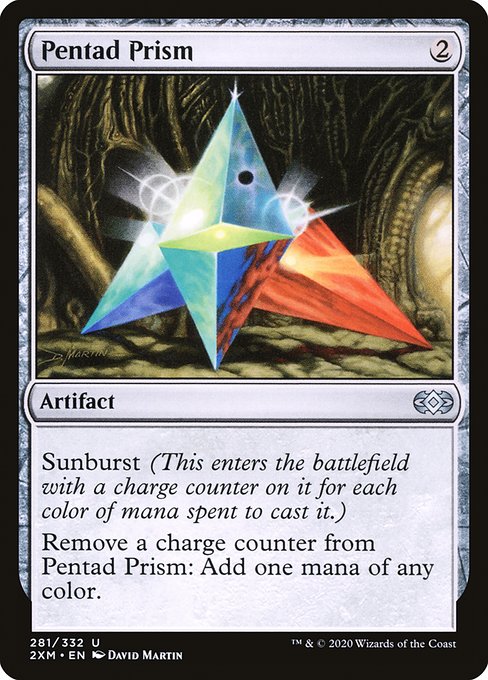 Pentad Prism 2
D. MARTIN
Artifact
Sunburst (This enters the battlefield
with a charge counter on it for each
color of mana spent to cast it.)
Remove a charge counter from
Pentad Prism: Add one mana of any
color.
281/332 U
2XM • EN David Martin
™ & © 2020 Wizards of the Coast